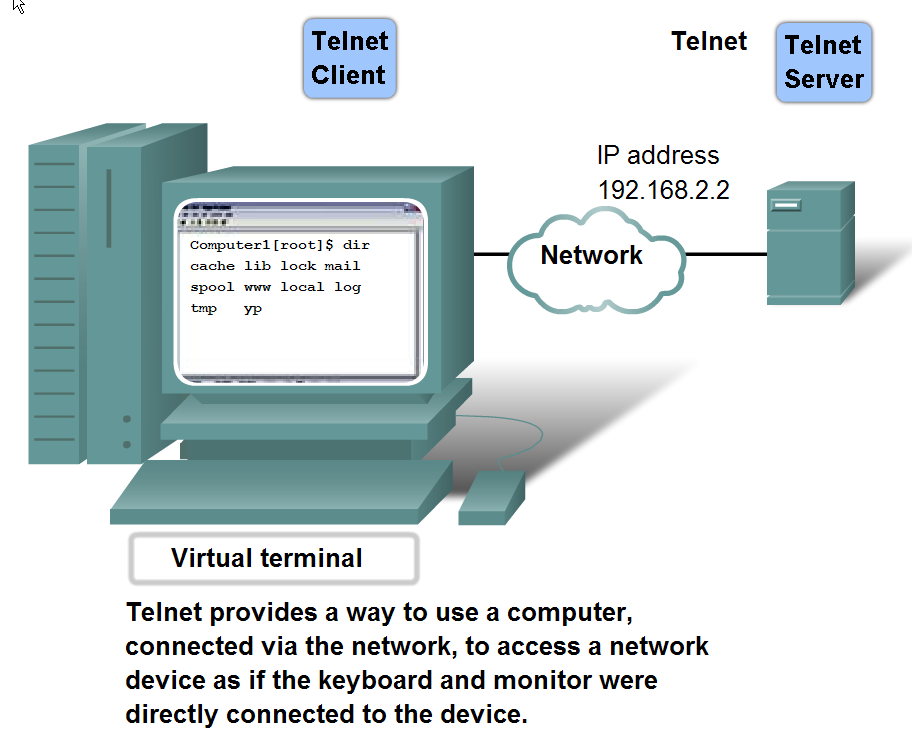 Telnet
Client
Telnet
Telnet
Server
IP address
192.168.2.2
Network
Computer1[root]$ dir
cache lib lock mail
spool www local log
tmp yp
Virtual terminal
Telnet provides a way to use a computer,
connected via the network, to access a network
device as if the keyboard and monitor were
directly connected to the device.